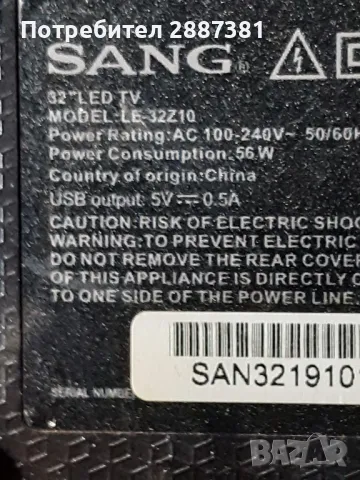 Потребител 2887381
SANG®
32" LED TV
MODEL: LE-32Z10
Power Rating: AC 100-240V~ 50/60H
Power Consumption: 56W
Country of origin: China
USB output: 5V⎓0.5A
CAUTION: RISK OF ELECTRIC SHOC
WARNING: TO PREVENT ELECTRIC
DO NOT REMOVE THE REAR COVER
OF THIS APPLIANCE IS DIRECTLY C
TO ONE SIDE OF THE POWER LINE
SERIAL NUMBER
SAN3219101
BAZAR